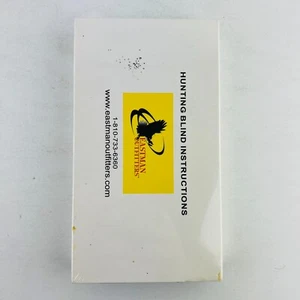 HUNTING BLIND INSTRUCTIONS
EASTMAN
OUTFITTERS
1-810-733-6360
www.eastmanoutfitters.com